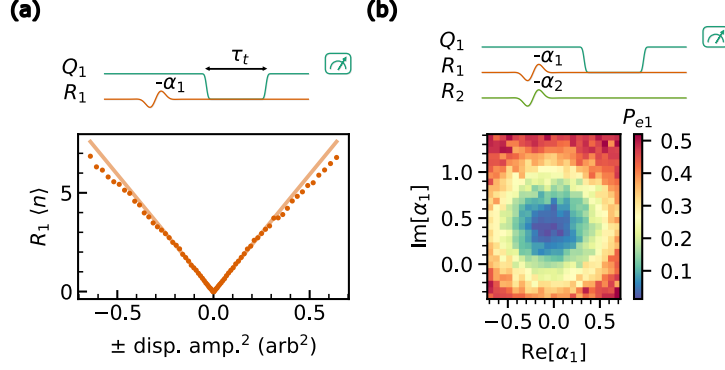 (a)
Q₁
R₁
τₜ
-α₁
R₁ ⟨n⟩
5
0
−0.5
0.0
0.5
± disp. amp.² (arb²)
(b)
Q₁
R₁
R₂
-α₁
-α₂
Pₑ₁
Im[α₁]
1.0
0.5
0.0
−0.5
0.0
0.5
Re[α₁]
0.5
0.4
0.3
0.2
0.1